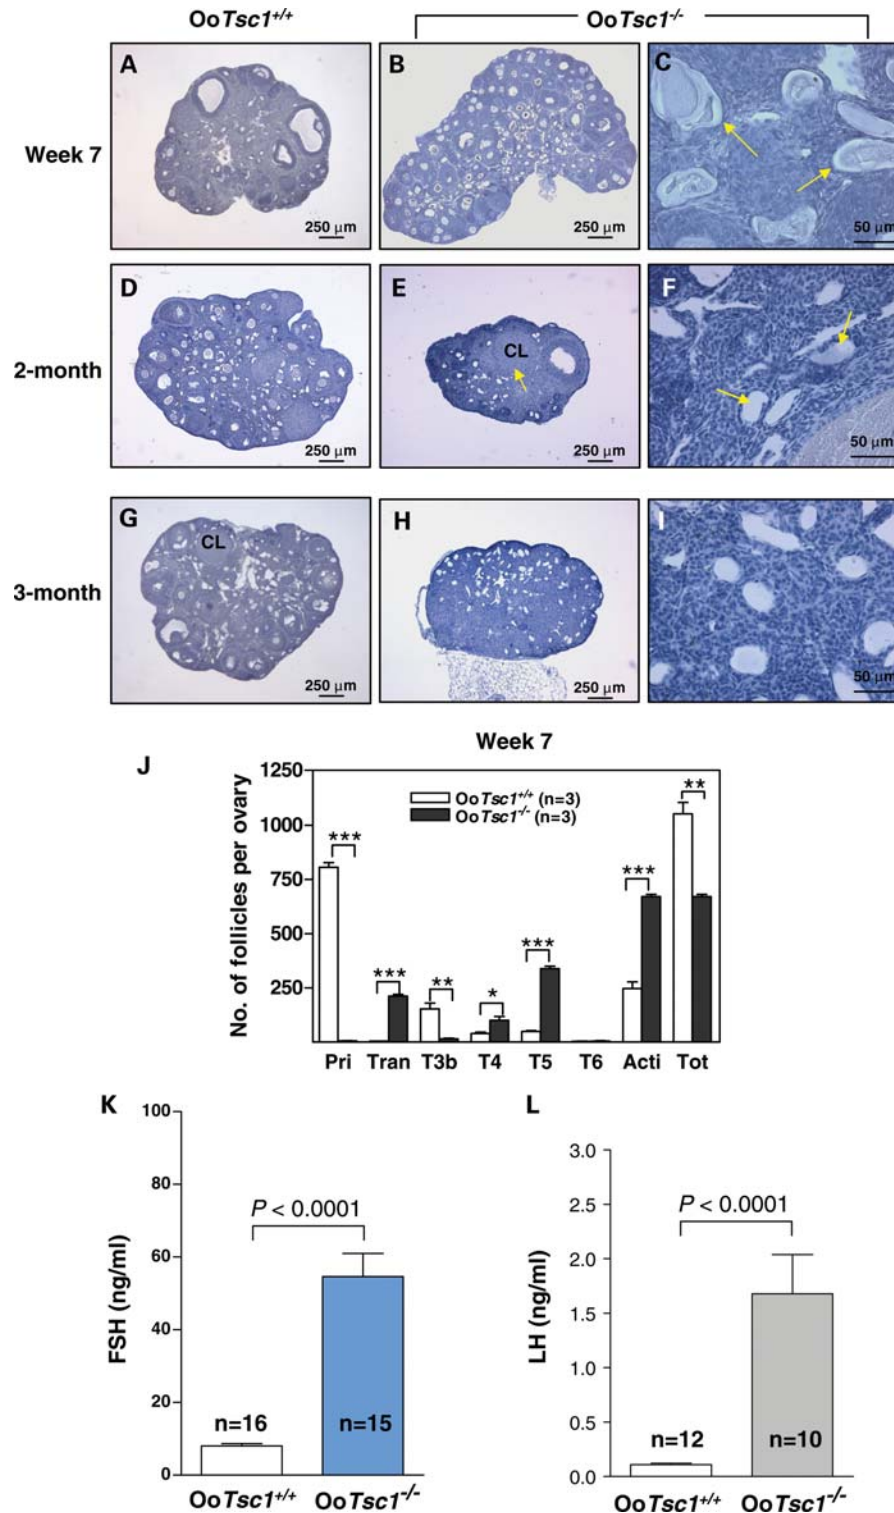 OoTsc1+/+ OoTsc1-/-
A B C
Week 7
250 µm 250 µm 50 µm
D E F
CL
2-month
250 µm 250 µm 50 µm
G H I
CL
3-month
250 µm 250 µm 50 µm
Week 7
J
No. of follicles per ovary
1250
1000
750
500
250
OoTsc1+/+ (n=3)
OoTsc1-/- (n=3)
*** *** ** * *** *** **
Pri Tran T3b T4 T5 T6 Acti Tot
K
FSH (ng/ml)
100
80
60
40
20
0
P < 0.0001
n=16 n=15
OoTsc1+/+ OoTsc1-/-
L
LH (ng/ml)
3.0
2.5
2.0
1.5
1.0
0.5
0.0
P < 0.0001
n=12 n=10
OoTsc1+/+ OoTsc1-/-